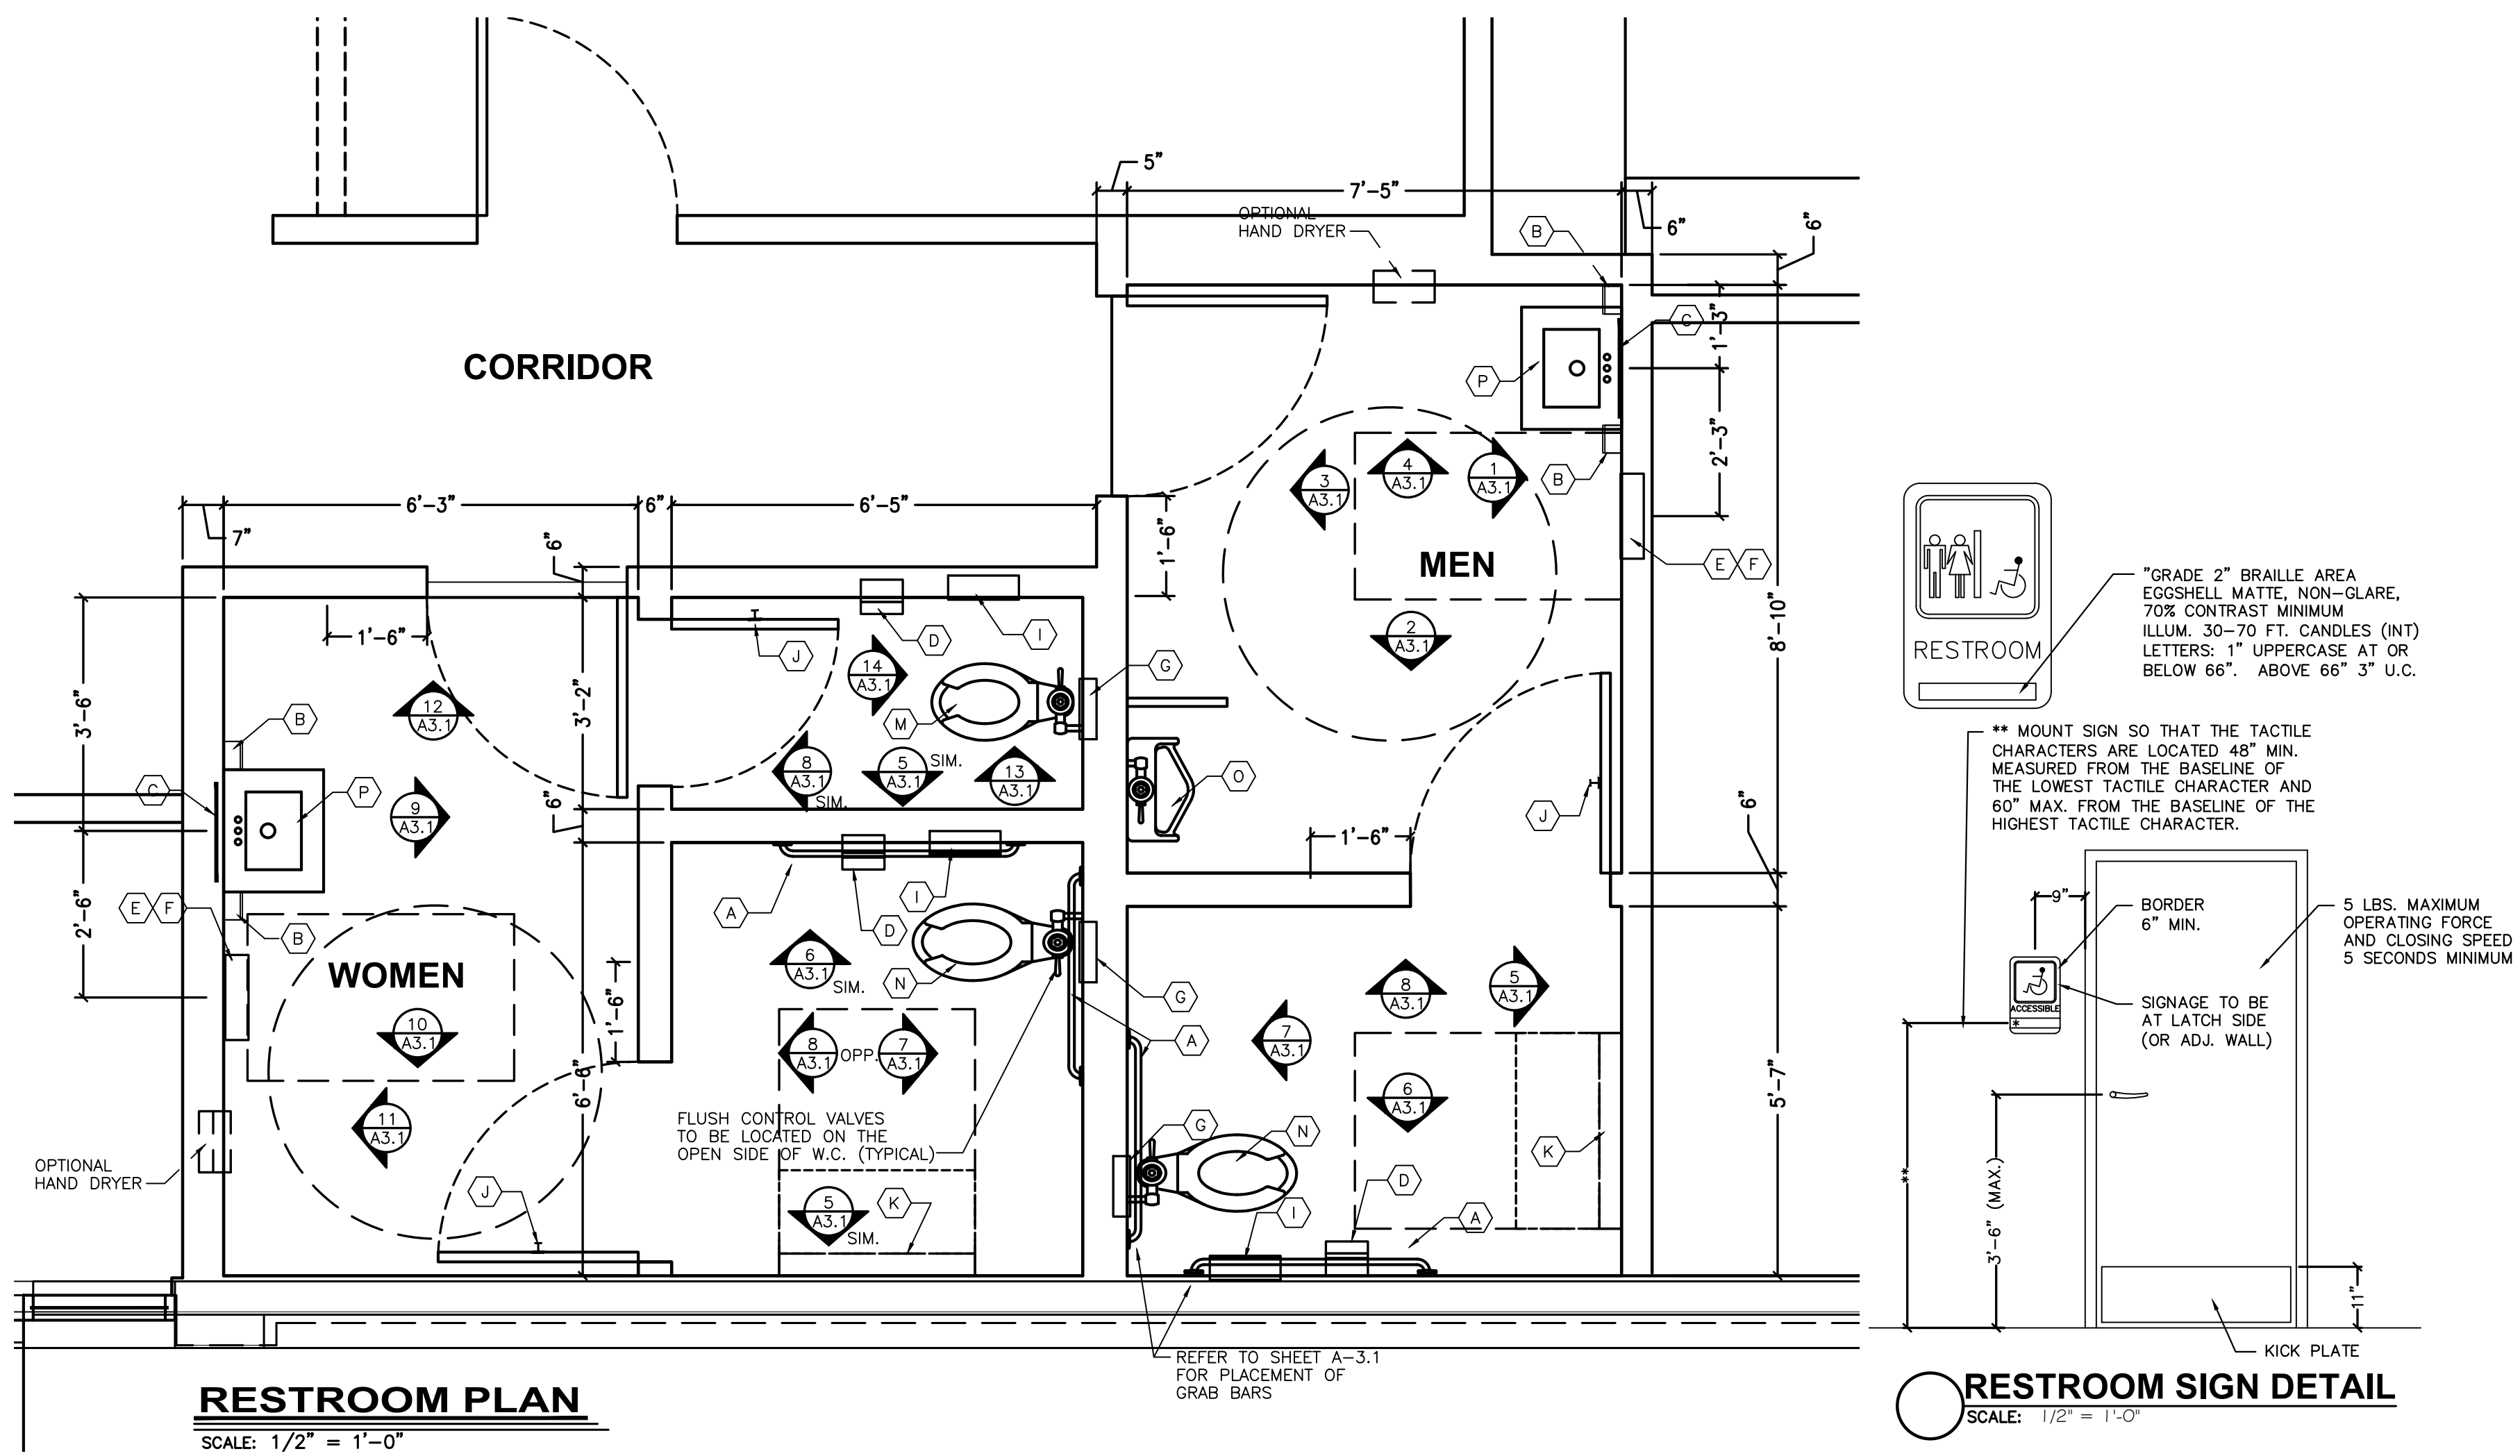 5"
7'-5"
6"
6"
OPTIONAL
HAND DRYER
B
C
1'-3"
P
2'-3"
CORRIDOR
3
A3.1
4
A3.1
1
A3.1
B
MEN
E F
2
A3.1
1'-6"
8'-10"
7"
6'-3"
6"
6'-5"
6"
1'-6"
3'-6"
3'-2"
J
D
I
14
A3.1
G
M
12
A3.1
B
8
A3.1
SIM.
5
A3.1
SIM.
13
A3.1
O
C
P
9
A3.1
6"
J
1'-6"
6"
2'-6"
E F
B
A
I
D
WOMEN
6
A3.1
SIM.
N
G
1'-6"
10
A3.1
8
A3.1
OPP.
7
A3.1
A
7
A3.1
8
A3.1
5
A3.1
6
A3.1
5'-7"
6'-6"
11
A3.1
FLUSH CONTROL VALVES
TO BE LOCATED ON THE
OPEN SIDE OF W.C. (TYPICAL)
G
N
K
OPTIONAL
HAND DRYER
J
5
A3.1
SIM.
K
I
D
A
REFER TO SHEET A-3.1
FOR PLACEMENT OF
GRAB BARS
RESTROOM PLAN
SCALE: 1/2" = 1'-0"
RESTROOM
"GRADE 2" BRAILLE AREA
EGGSHELL MATTE, NON-GLARE,
70% CONTRAST MINIMUM
ILLUM. 30-70 FT. CANDLES (INT)
LETTERS: 1" UPPERCASE AT OR
BELOW 66". ABOVE 66" 3" U.C.
** MOUNT SIGN SO THAT THE TACTILE
CHARACTERS ARE LOCATED 48" MIN.
MEASURED FROM THE BASELINE OF
THE LOWEST TACTILE CHARACTER AND
60" MAX. FROM THE BASELINE OF THE
HIGHEST TACTILE CHARACTER.
9"
BORDER
6" MIN.
5 LBS. MAXIMUM
OPERATING FORCE
AND CLOSING SPEED
5 SECONDS MINIMUM
ACCESSIBLE
*
SIGNAGE TO BE
AT LATCH SIDE
(OR ADJ. WALL)
**
3'-6" (MAX.)
11"
KICK PLATE
RESTROOM SIGN DETAIL
SCALE: 1/2" = 1'-0"